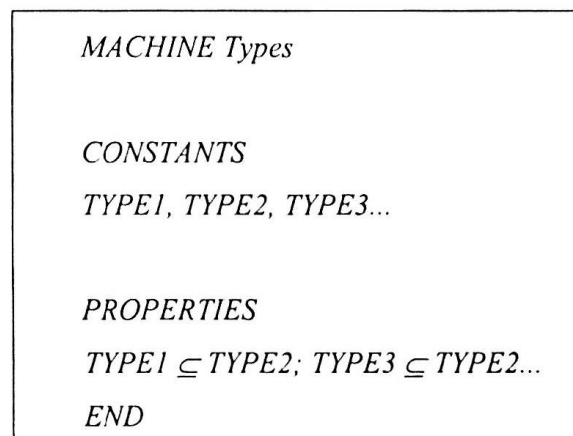 MACHINE Types
CONSTANTS
TYPE1, TYPE2, TYPE3...
PROPERTIES
TYPE1 ⊆ TYPE2; TYPE3 ⊆ TYPE2...
END